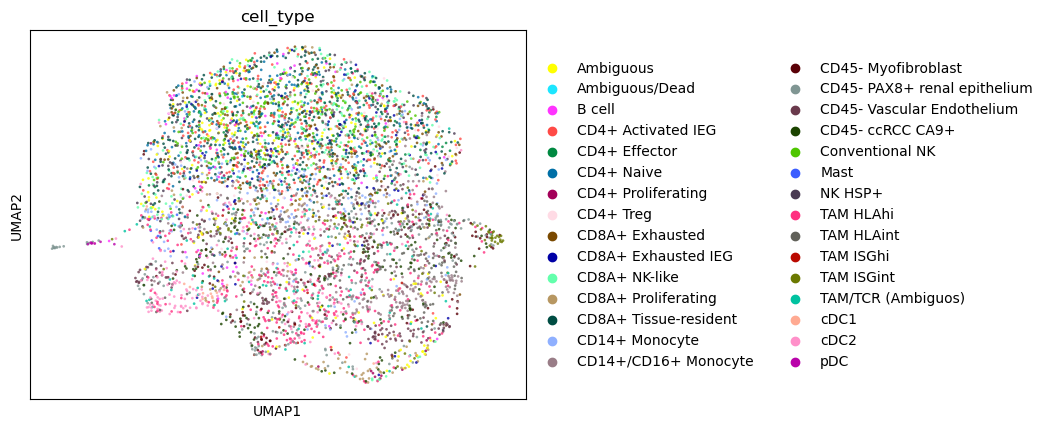 cell_type
UMAP2
UMAP1
Ambiguous
Ambiguous/Dead
B cell
CD4+ Activated IEG
CD4+ Effector
CD4+ Naive
CD4+ Proliferating
CD4+ Treg
CD8A+ Exhausted
CD8A+ Exhausted IEG
CD8A+ NK-like
CD8A+ Proliferating
CD8A+ Tissue-resident
CD14+ Monocyte
CD14+/CD16+ Monocyte
CD45- Myofibroblast
CD45- PAX8+ renal epithelium
CD45- Vascular Endothelium
CD45- ccRCC CA9+
Conventional NK
Mast
NK HSP+
TAM HLAhi
TAM HLAint
TAM ISGhi
TAM ISGint
TAM/TCR (Ambiguos)
cDC1
cDC2
pDC